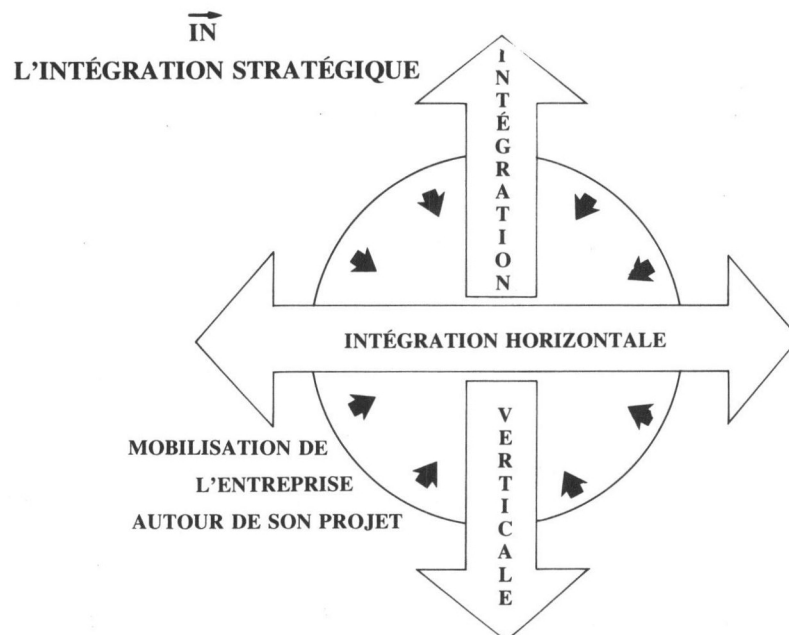 IN
L'INTÉGRATION STRATÉGIQUE
INTÉGRATION
INTÉGRATION HORIZONTALE
VERTICALE
MOBILISATION DE
L'ENTREPRISE
AUTOUR DE SON PROJET